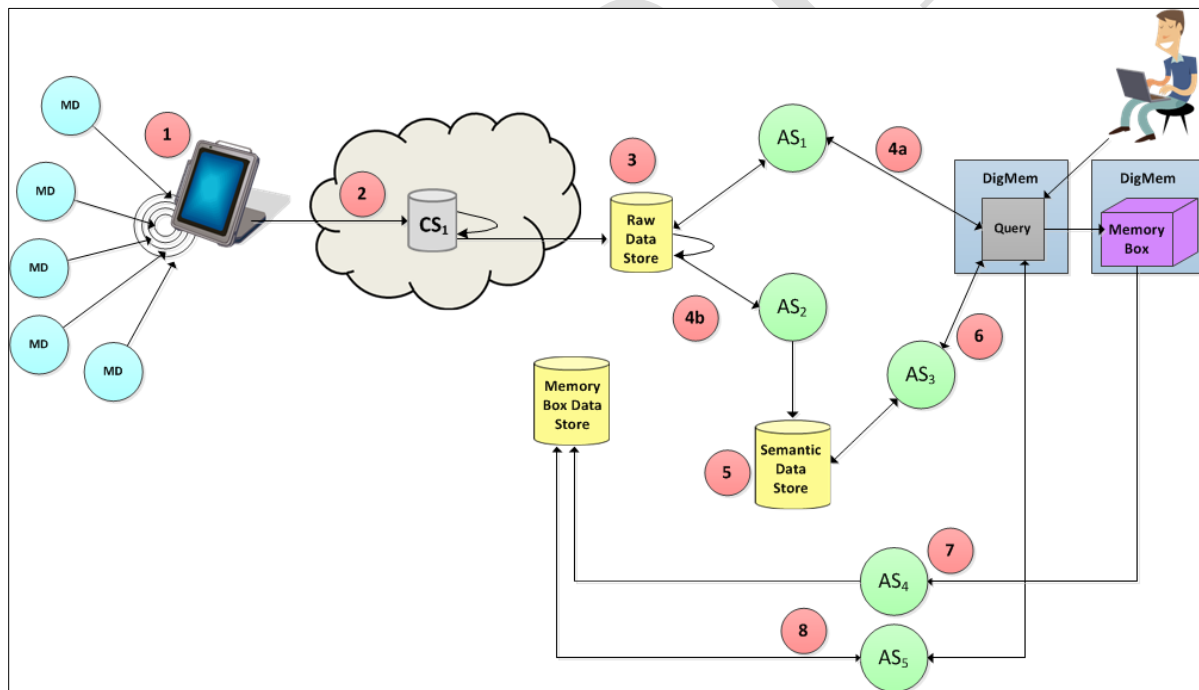 MD
1
MD
MD
MD
MD
2
CS₁
3
Raw
Data
Store
AS₁
4a
DigMem
Query
DigMem
Memory
Box
4b
AS₂
6
AS₃
Memory
Box Data
Store
5
Semantic
Data
Store
7
AS₄
8
AS₅